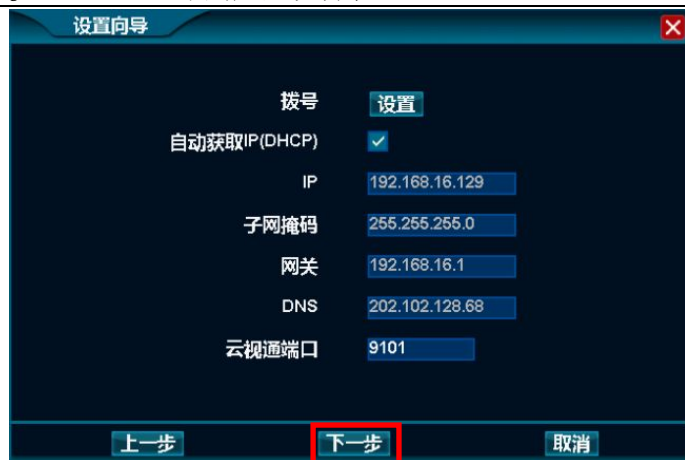 设置向导
拨号 设置
自动获取IP(DHCP)
IP 192.168.16.129
子网掩码 255.255.255.0
网关 192.168.16.1
DNS 202.102.128.68
云视通端口 9101
上一步 下一步 取消